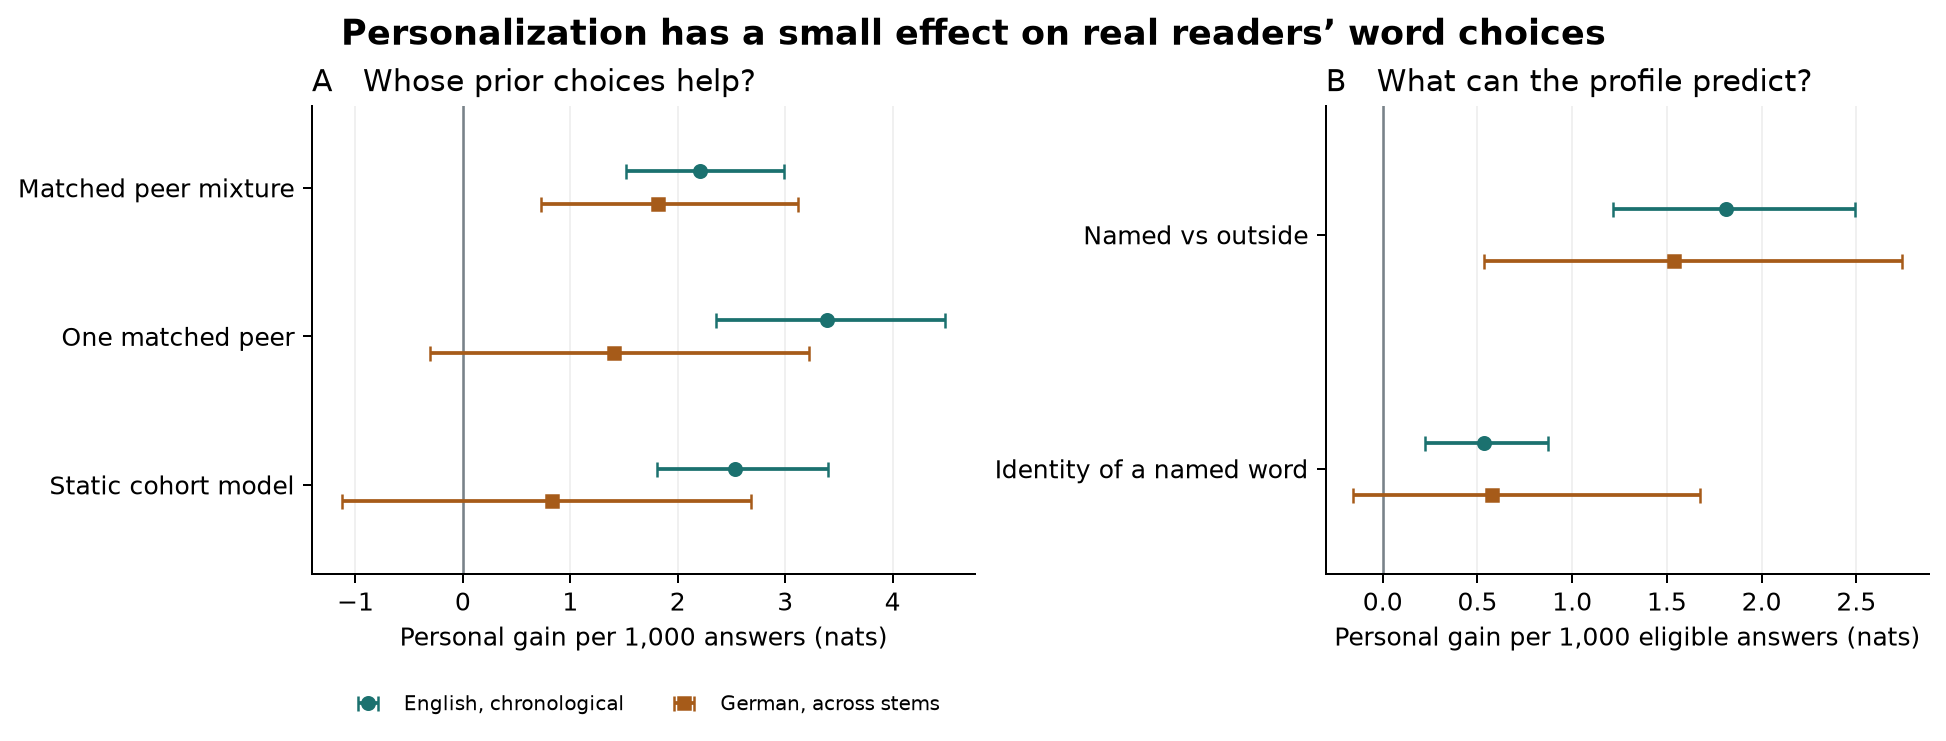 Personalization has a small effect on real readers’ word choices
A Whose prior choices help?
Matched peer mixture
One matched peer
Static cohort model
−1 0 1 2 3 4
Personal gain per 1,000 answers (nats)
English, chronological
German, across stems
B What can the profile predict?
Named vs outside
Identity of a named word
0.0 0.5 1.0 1.5 2.0 2.5
Personal gain per 1,000 eligible answers (nats)